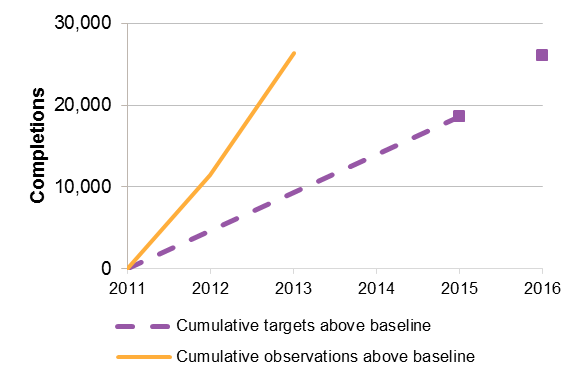 30,000
20,000
10,000
0
Completions
2011 2012 2013 2014 2015 2016
Cumulative targets above baseline
Cumulative observations above baseline